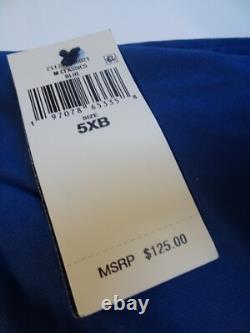 M CLASSICS
BLUE
1 97078 65355 8
SIZE
5XB
MSRP $125.00